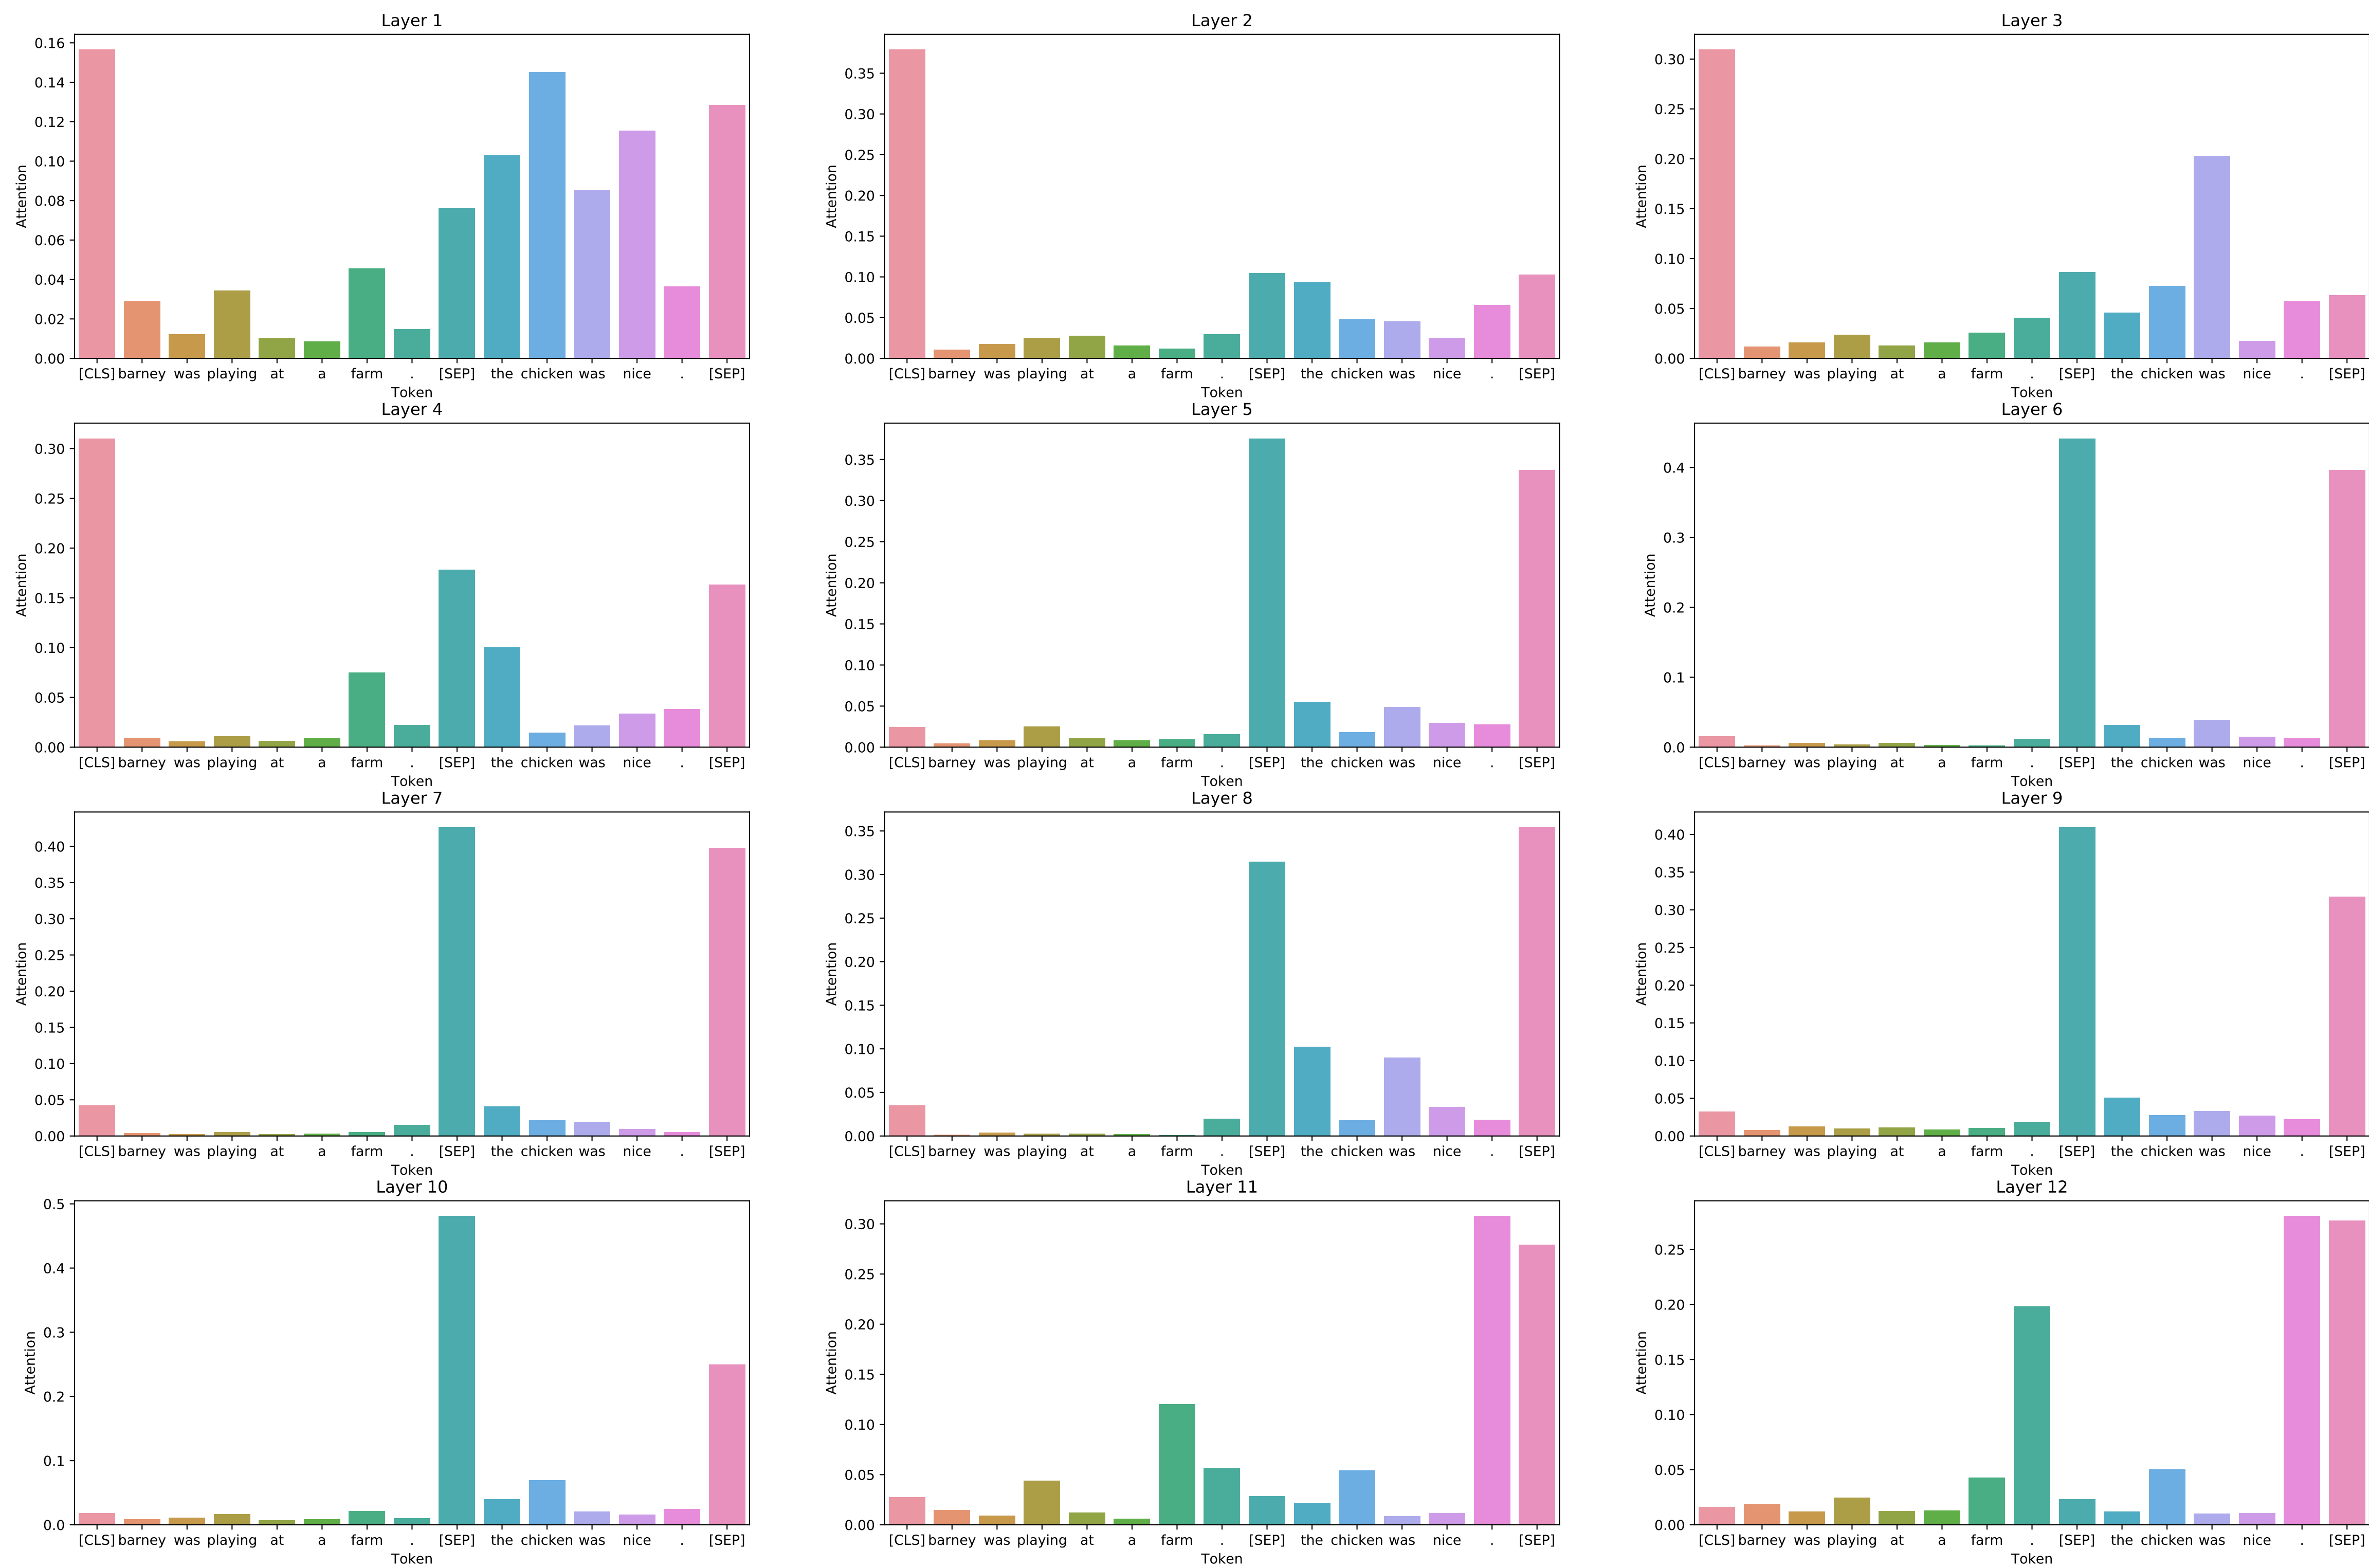 Layer 1
0.16
0.14
0.12
0.10
0.08
0.06
0.04
0.02
0.00
Attention
[CLS] barney was playing at a farm . [SEP] the chicken was nice . [SEP]
Token
Layer 2
0.35
0.30
0.25
0.20
0.15
0.10
0.05
0.00
Attention
[CLS] barney was playing at a farm . [SEP] the chicken was nice . [SEP]
Token
Layer 3
0.30
0.25
0.20
0.15
0.10
0.05
0.00
Attention
[CLS] barney was playing at a farm . [SEP] the chicken was nice . [SEP]
Token
Layer 4
0.30
0.25
0.20
0.15
0.10
0.05
0.00
Attention
[CLS] barney was playing at a farm . [SEP] the chicken was nice . [SEP]
Token
Layer 5
0.35
0.30
0.25
0.20
0.15
0.10
0.05
0.00
Attention
[CLS] barney was playing at a farm . [SEP] the chicken was nice . [SEP]
Token
Layer 6
0.4
0.3
0.2
0.1
0.0
Attention
[CLS] barney was playing at a farm . [SEP] the chicken was nice . [SEP]
Token
Layer 7
0.40
0.35
0.30
0.25
0.20
0.15
0.10
0.05
0.00
Attention
[CLS] barney was playing at a farm . [SEP] the chicken was nice . [SEP]
Token
Layer 8
0.35
0.30
0.25
0.20
0.15
0.10
0.05
0.00
Attention
[CLS] barney was playing at a farm . [SEP] the chicken was nice . [SEP]
Token
Layer 9
0.40
0.35
0.30
0.25
0.20
0.15
0.10
0.05
0.00
Attention
[CLS] barney was playing at a farm . [SEP] the chicken was nice . [SEP]
Token
Layer 10
0.5
0.4
0.3
0.2
0.1
0.0
Attention
[CLS] barney was playing at a farm . [SEP] the chicken was nice . [SEP]
Token
Layer 11
0.30
0.25
0.20
0.15
0.10
0.05
0.00
Attention
[CLS] barney was playing at a farm . [SEP] the chicken was nice . [SEP]
Token
Layer 12
0.25
0.20
0.15
0.10
0.05
0.00
Attention
[CLS] barney was playing at a farm . [SEP] the chicken was nice . [SEP]
Token